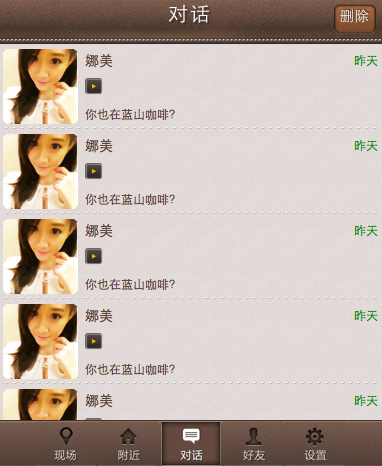 对话
删除
娜美
昨天
你也在蓝山咖啡?
娜美
昨天
你也在蓝山咖啡?
娜美
昨天
你也在蓝山咖啡?
娜美
昨天
你也在蓝山咖啡?
娜美
昨天
现场
附近
对话
好友
设置